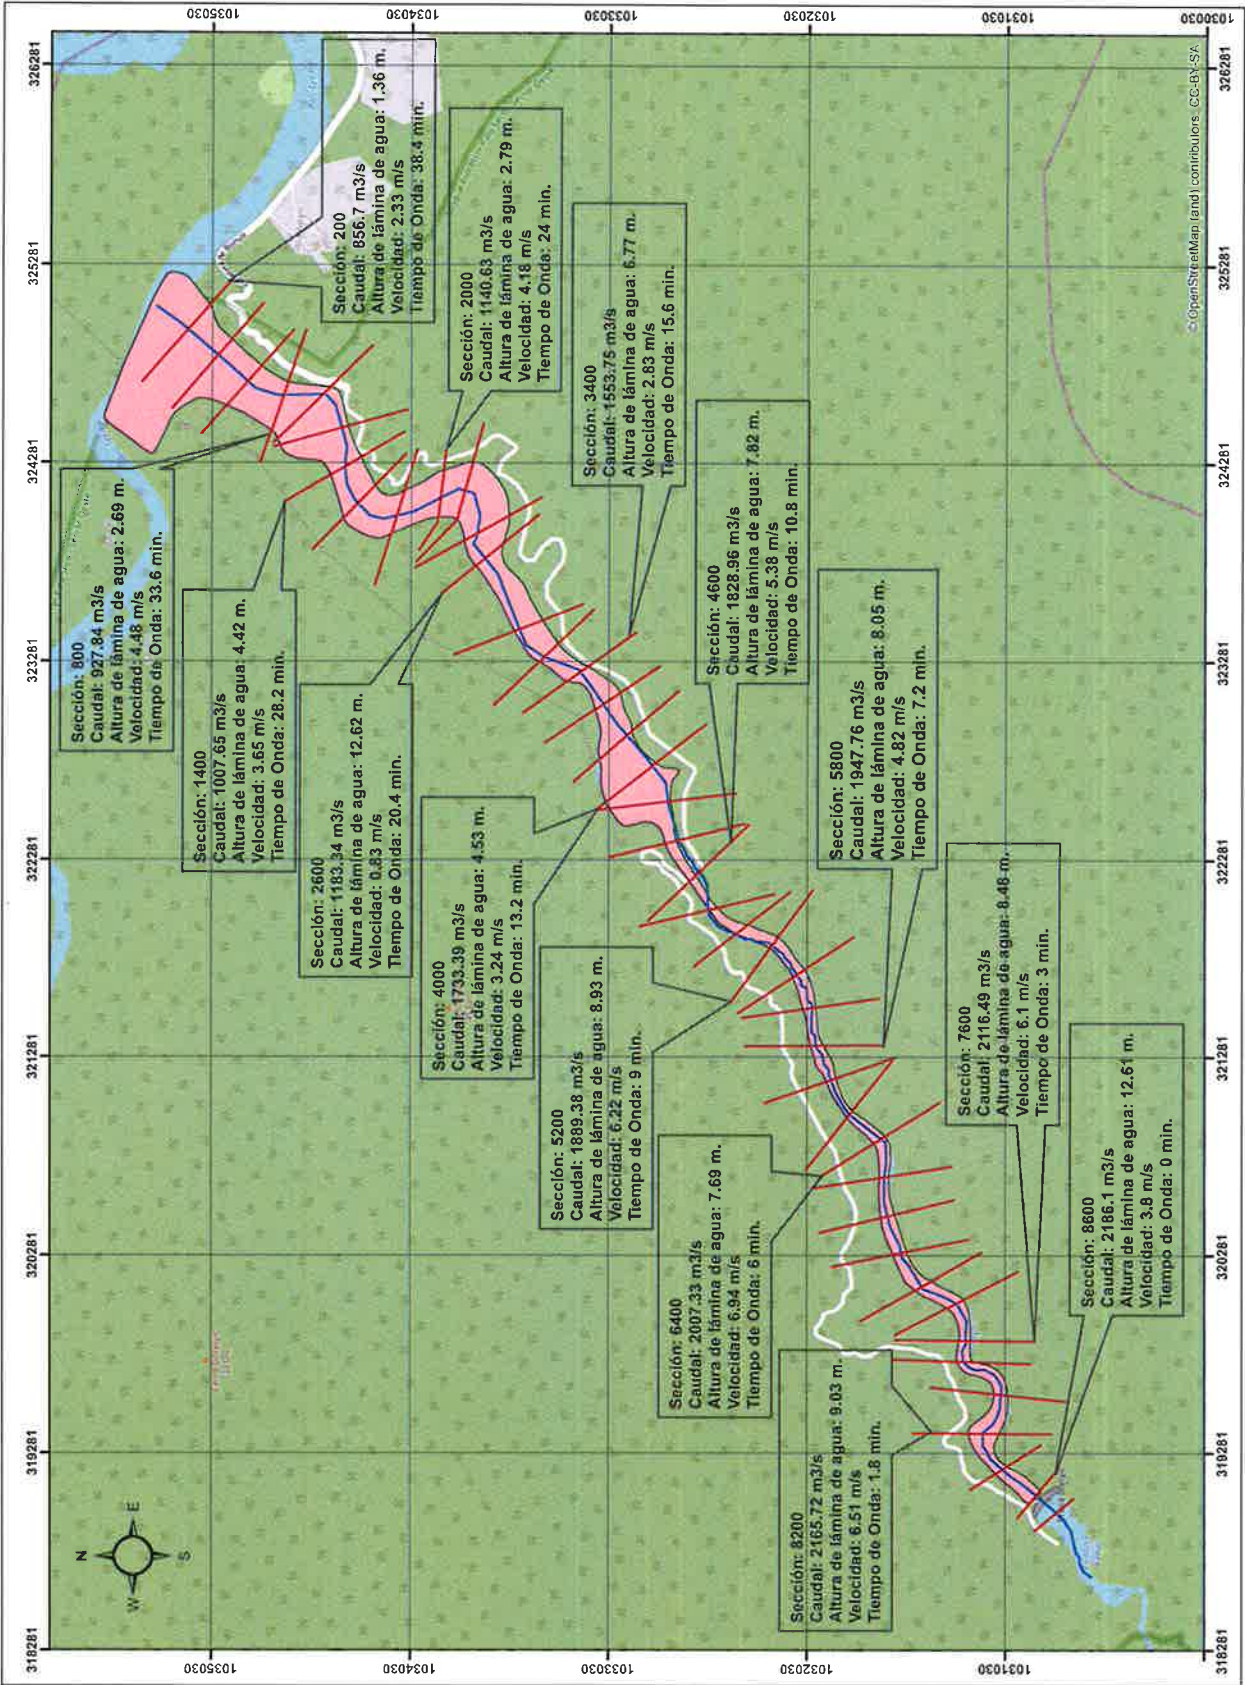 318281
319281
320281
321281
322281
323281
324281
325281
326281
N
W
E
S
Sección: 800
Caudal: 927.84 m3/s
Altura de lámina de agua: 2.69 m.
Velocidad: 4.48 m/s
Tiempo de Onda: 33.6 min.
Sección: 1400
Caudal: 1007.65 m3/s
Altura de lámina de agua: 4.42 m.
Velocidad: 3.65 m/s
Tiempo de Onda: 28.2 min.
Sección: 2600
Caudal: 1183.34 m3/s
Altura de lámina de agua: 12.62 m.
Velocidad: 0.83 m/s
Tiempo de Onda: 20.4 min.
Sección: 4000
Caudal: 1733.39 m3/s
Altura de lámina de agua: 4.53 m.
Velocidad: 3.24 m/s
Tiempo de Onda: 13.2 min.
Sección: 5200
Caudal: 1889.38 m3/s
Altura de lámina de agua: 8.93 m.
Velocidad: 6.22 m/s
Tiempo de Onda: 9 min.
Sección: 6400
Caudal: 2007.33 m3/s
Altura de lámina de agua: 7.69 m.
Velocidad: 6.94 m/s
Tiempo de Onda: 6 min.
Sección: 8200
Caudal: 2165.72 m3/s
Altura de lámina de agua: 9.03 m.
Velocidad: 6.51 m/s
Tiempo de Onda: 1.8 min.
Sección: 200
Caudal: 856.7 m3/s
Altura de lámina de agua: 1.36 m.
Velocidad: 2.33 m/s
Tiempo de Onda: 38.4 min.
Sección: 2000
Caudal: 1140.63 m3/s
Altura de lámina de agua: 2.79 m.
Velocidad: 4.18 m/s
Tiempo de Onda: 24 min.
Sección: 3400
Caudal: 1553.75 m3/s
Altura de lámina de agua: 6.77 m.
Velocidad: 2.83 m/s
Tiempo de Onda: 15.6 min.
Sección: 4600
Caudal: 1828.96 m3/s
Altura de lámina de agua: 7.82 m.
Velocidad: 5.38 m/s
Tiempo de Onda: 10.8 min.
Sección: 5800
Caudal: 1947.76 m3/s
Altura de lámina de agua: 8.05 m.
Velocidad: 4.82 m/s
Tiempo de Onda: 7.2 min.
Sección: 7600
Caudal: 2116.49 m3/s
Altura de lámina de agua: 8.48 m.
Velocidad: 6.1 m/s
Tiempo de Onda: 3 min.
Sección: 8600
Caudal: 2186.1 m3/s
Altura de lámina de agua: 12.61 m.
Velocidad: 3.8 m/s
Tiempo de Onda: 0 min.
1035030
1034030
1033030
1032030
1031030
1035030
1034030
1033030
1032030
1031030
1030030
© OpenStreetMap (and) contributors, CC-BY-SA
318281
319281
320281
321281
322281
323281
324281
325281
326281